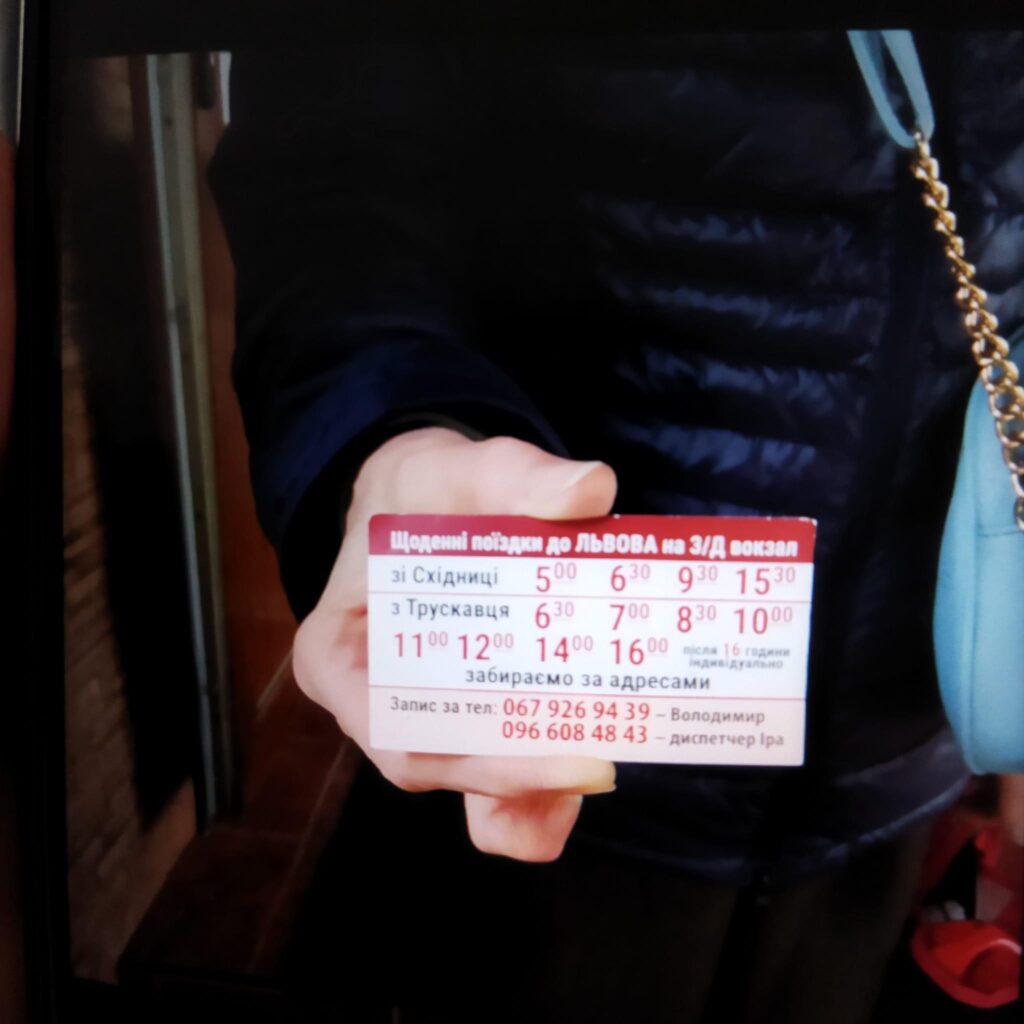 Щоденні поїздки до ЛЬВОВА на З/Д вокзал
зі Східниці 5⁰⁰ 6³⁰ 9³⁰ 15³⁰
з Трускавця 6³⁰ 7⁰⁰ 8³⁰ 10⁰⁰
11⁰⁰ 12⁰⁰ 14⁰⁰ 16⁰⁰ після 16 години
індивідуально
забираємо за адресами
Запис за тел: 067 926 94 39 – Володимир
096 608 48 43 – диспетчер Іра